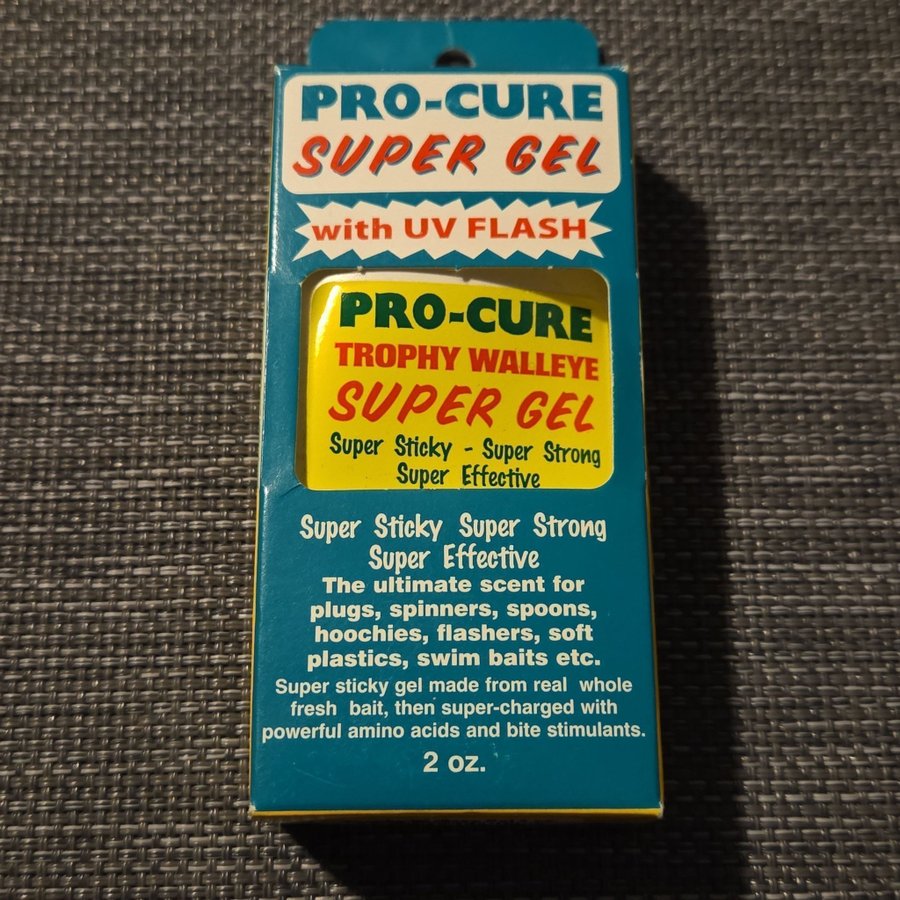 PRO-CURE
SUPER GEL
with UV FLASH
PRO-CURE
TROPHY WALLEYE
SUPER GEL
Super Sticky - Super Strong
Super Effective
Super Sticky Super Strong
Super Effective
The ultimate scent for
plugs, spinners, spoons,
hoochies, flashers, soft
plastics, swim baits etc.
Super sticky gel made from real whole
fresh bait, then super-charged with
powerful amino acids and bite stimulants.
2 oz.